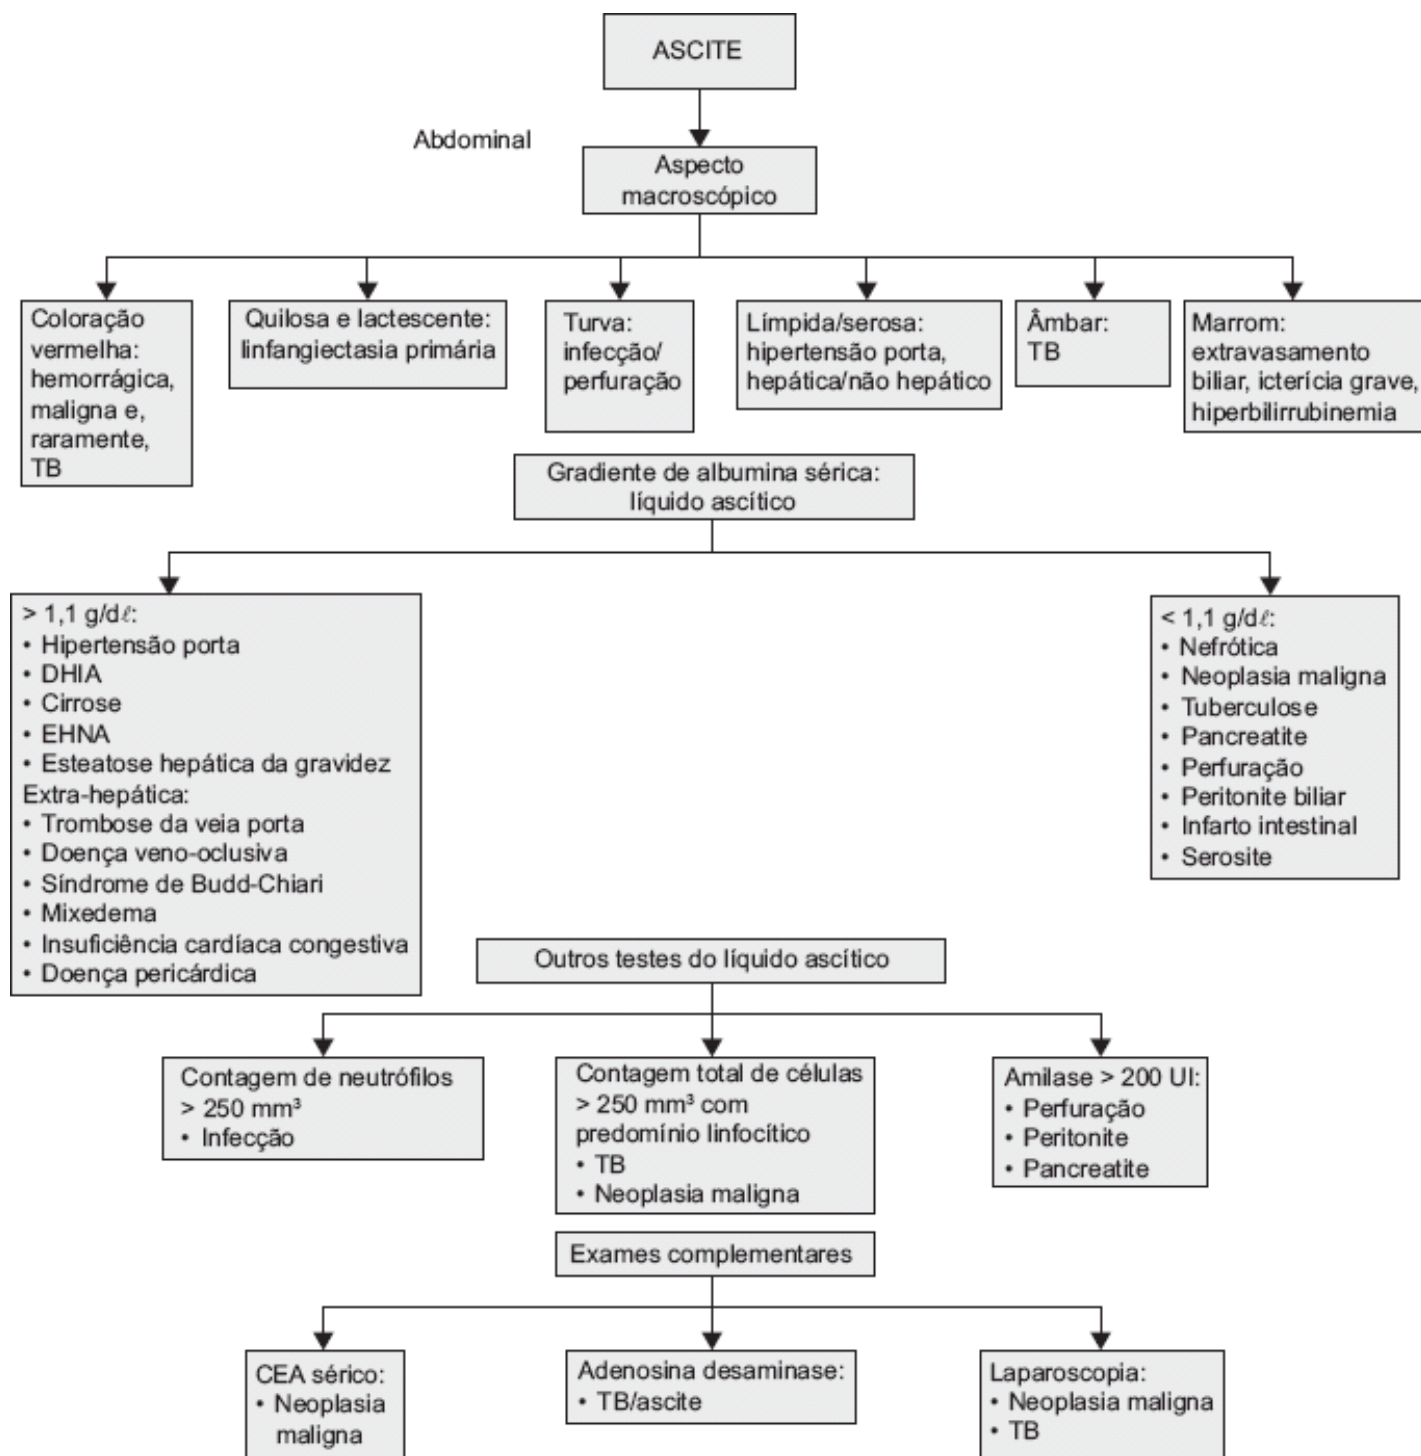 ASCITE
Abdominal
Aspecto
macroscópico
Coloração
vermelha:
hemorrágica,
maligna e,
raramente,
TB
Quilosa e lactescente:
linfangiectasia primária
Turva:
infecção/
perfuração
Límpida/serosa:
hipertensão porta,
hepática/não hepático
Âmbar:
TB
Marrom:
extravasamento
biliar, icterícia grave,
hiperbilirrubinemia
Gradiente de albumina sérica:
líquido ascítico
> 1,1 g/dℓ:
• Hipertensão porta
• DHIA
• Cirrose
• EHNA
• Esteatose hepática da gravidez
Extra-hepática:
• Trombose da veia porta
• Doença veno-oclusiva
• Síndrome de Budd-Chiari
• Mixedema
• Insuficiência cardíaca congestiva
• Doença pericárdica
< 1,1 g/dℓ:
• Nefrótica
• Neoplasia maligna
• Tuberculose
• Pancreatite
• Perfuração
• Peritonite biliar
• Infarto intestinal
• Serosite
Outros testes do líquido ascítico
Contagem de neutrófilos
> 250 mm³
• Infecção
Contagem total de células
> 250 mm³ com
predomínio linfocítico
• TB
• Neoplasia maligna
Amilase > 200 UI:
• Perfuração
• Peritonite
• Pancreatite
Exames complementares
CEA sérico:
• Neoplasia
maligna
Adenosina desaminase:
• TB/ascite
Laparoscopia:
• Neoplasia maligna
• TB